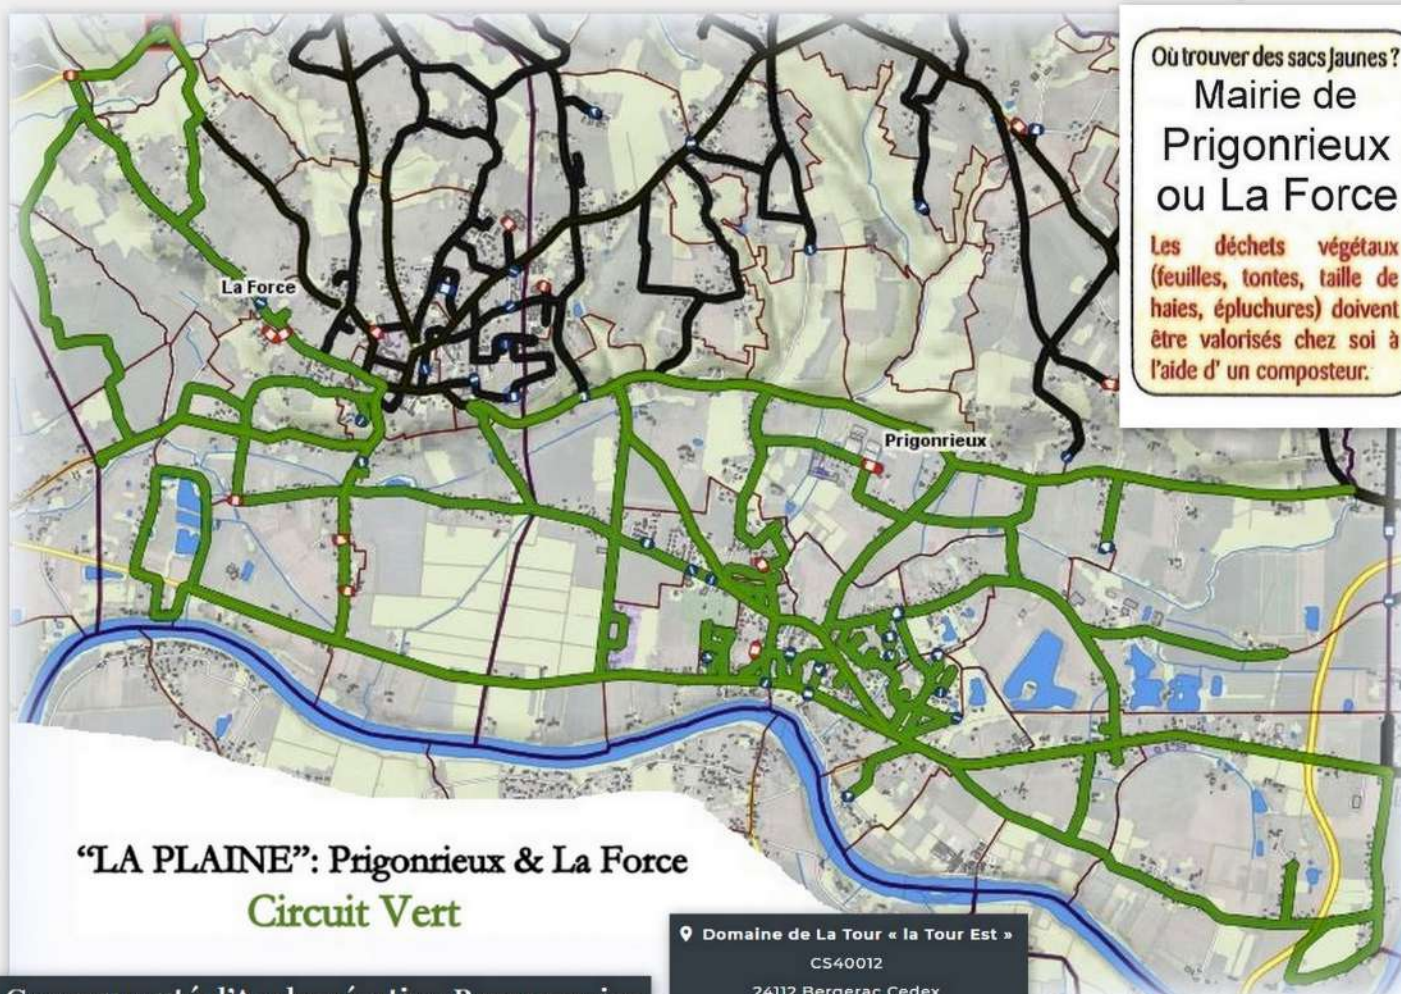 Où trouver des sacs jaunes ?
Mairie de
Prigonrieux
ou La Force
Les déchets végétaux
(feuilles, tontes, taille de
haies, épluchures) doivent
être valorisés chez soi à
l'aide d' un composteur.
La Force
Prigonrieux
“LA PLAINE”: Prigonrieux & La Force
Circuit Vert
Domaine de La Tour « la Tour Est »
CS40012
24112 Bergerac Cedex